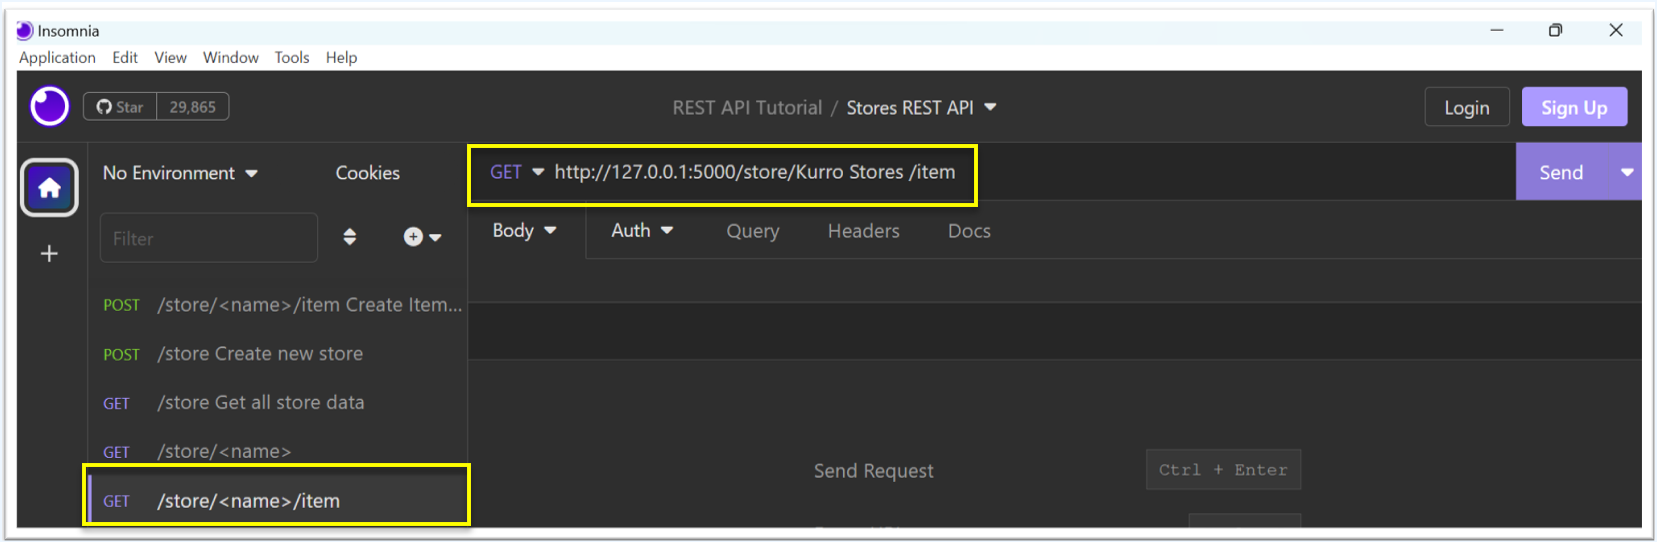 Insomnia
Application Edit View Window Tools Help
Star 29,865
REST API Tutorial / Stores REST API
Login Sign Up
No Environment Cookies
GET http://127.0.0.1:5000/store/Kurro Stores /item
Send
Filter
Body Auth Query Headers Docs
POST /store/<name>/item Create Item...
POST /store Create new store
GET /store Get all store data
GET /store/<name>
Send Request Ctrl + Enter
GET /store/<name>/item